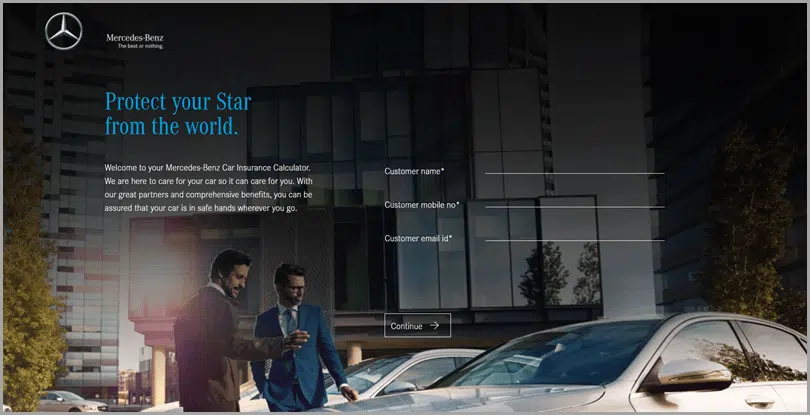 Mercedes-Benz
The best or nothing.
Protect your Star
from the world.
Welcome to your Mercedes-Benz Car Insurance Calculator.
We are here to care for your car so it can care for you. With
our great partners and comprehensive benefits, you can be
assured that your car is in safe hands wherever you go.
Customer name*
Customer mobile no*
Customer email id*
Continue →